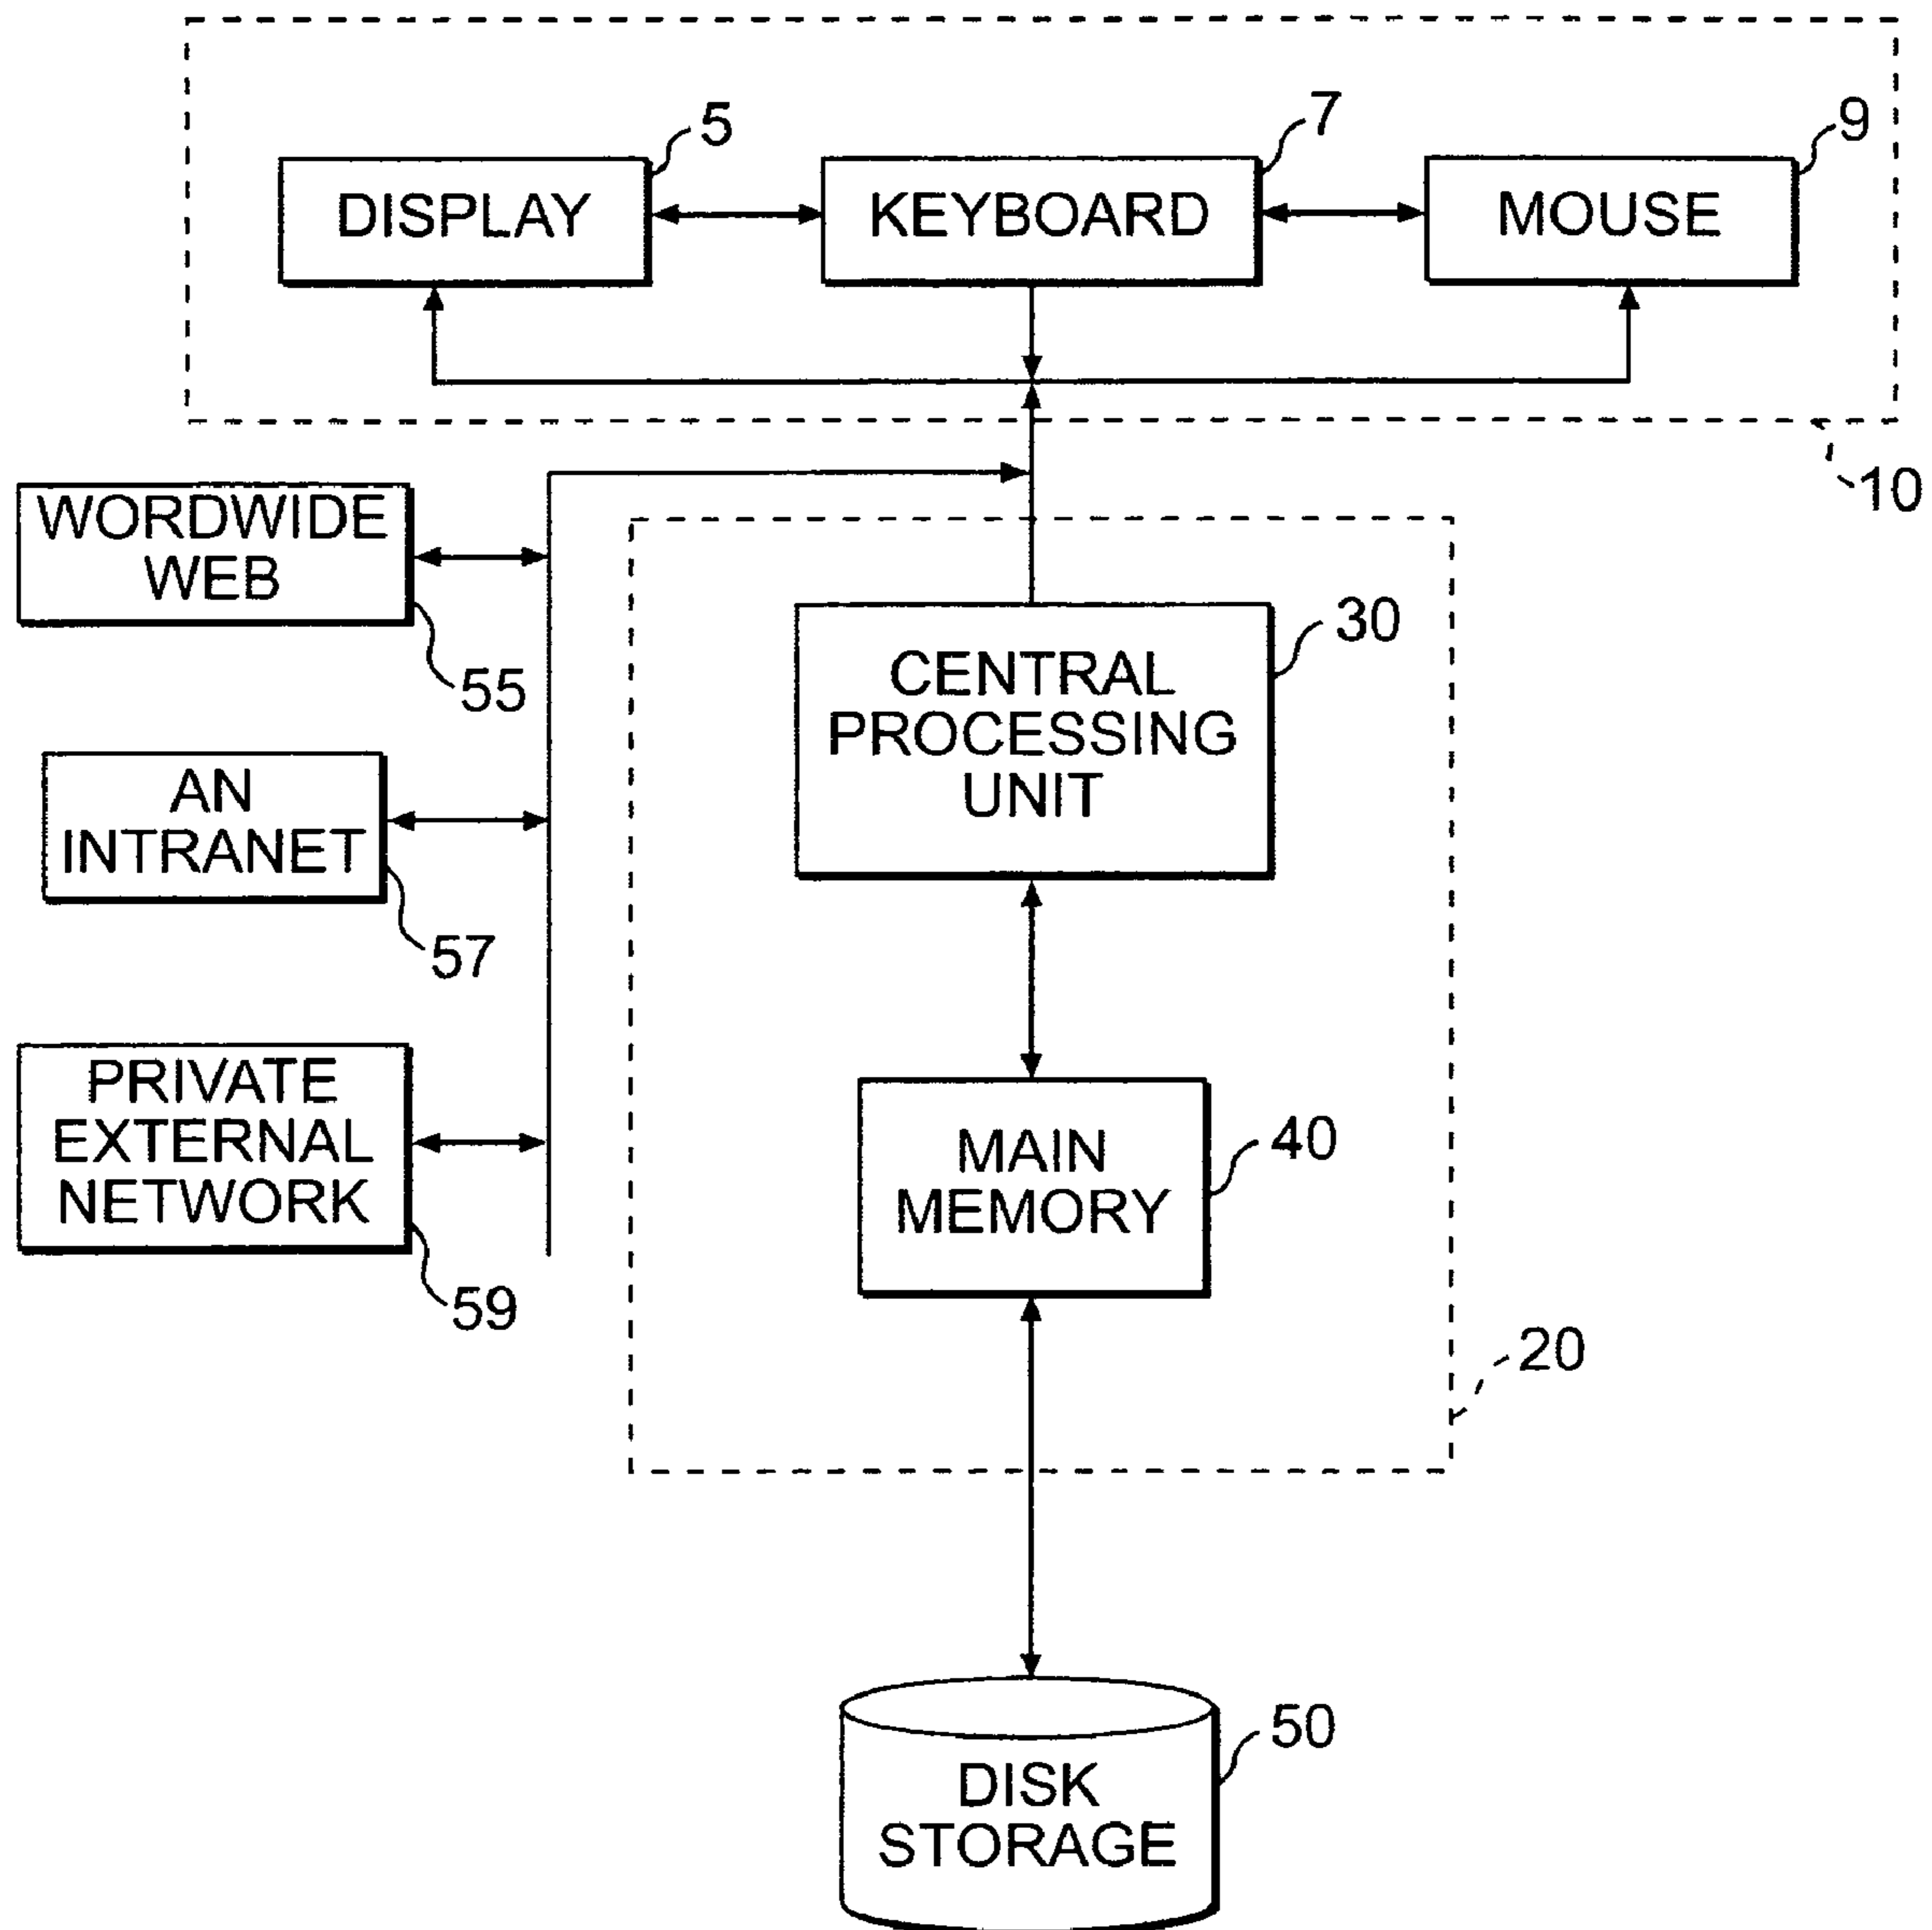 5
7
9
DISPLAY
KEYBOARD
MOUSE
10
WORDWIDE
WEB
55
30
CENTRAL
PROCESSING
UNIT
AN
INTRANET
57
PRIVATE
EXTERNAL
NETWORK
59
40
MAIN
MEMORY
20
50
DISK
STORAGE